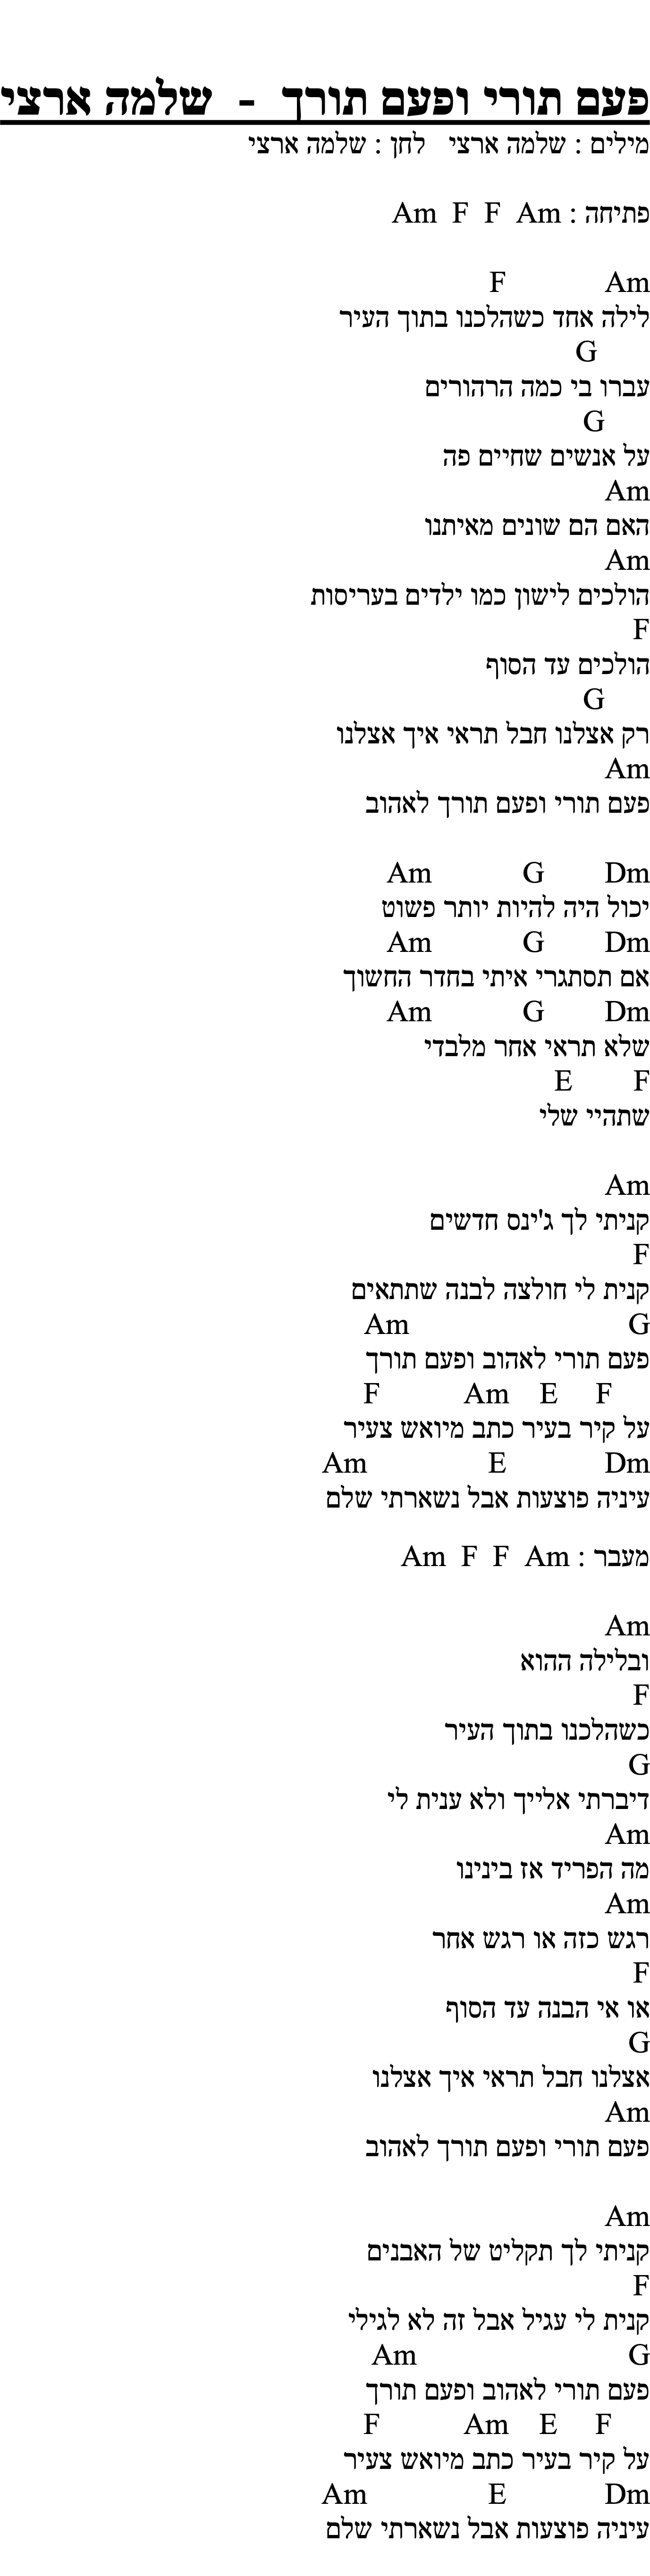 פעם תורי ופעם תורך - שלמה ארצי
מילים : שלמה ארצי לחן : שלמה ארצי
פתיחה : Am F F Am
Am F
לילה אחד כשהלכנו בתוך העיר
G
עברו בי כמה הרהורים
G
על אנשים שחיים פה
Am
האם הם שונים מאיתנו
Am
הולכים לישון כמו ילדים בעריסות
F
הולכים עד הסוף
G
רק אצלנו חבל תראי איך אצלנו
Am
פעם תורי ופעם תורך לאהוב
Dm G Am
יכול היה להיות יותר פשוט
Dm G Am
אם תסתגרי איתי בחדר החשוך
Dm G Am
שלא תראי אחר מלבדי
F E
שתהיי שלי
Am
קניתי לך ג'ינס חדשים
F
קנית לי חולצה לבנה שתתאים
G Am
פעם תורי לאהוב ופעם תורך
F E Am F
על קיר בעיר כתב מיואש צעיר
Dm E Am
עיניה פוצעות אבל נשארתי שלם
מעבר : Am F F Am
Am
ובלילה ההוא
F
כשהלכנו בתוך העיר
G
דיברתי אלייך ולא ענית לי
Am
מה הפריד אז בינינו
Am
רגש כזה או רגש אחר
F
או אי הבנה עד הסוף
G
אצלנו חבל תראי איך אצלנו
Am
פעם תורי ופעם תורך לאהוב
Am
קניתי לך תקליט של האבנים
F
קנית לי עגיל אבל זה לא לגילי
G Am
פעם תורי לאהוב ופעם תורך
F E Am F
על קיר בעיר כתב מיואש צעיר
Dm E Am
עיניה פוצעות אבל נשארתי שלם